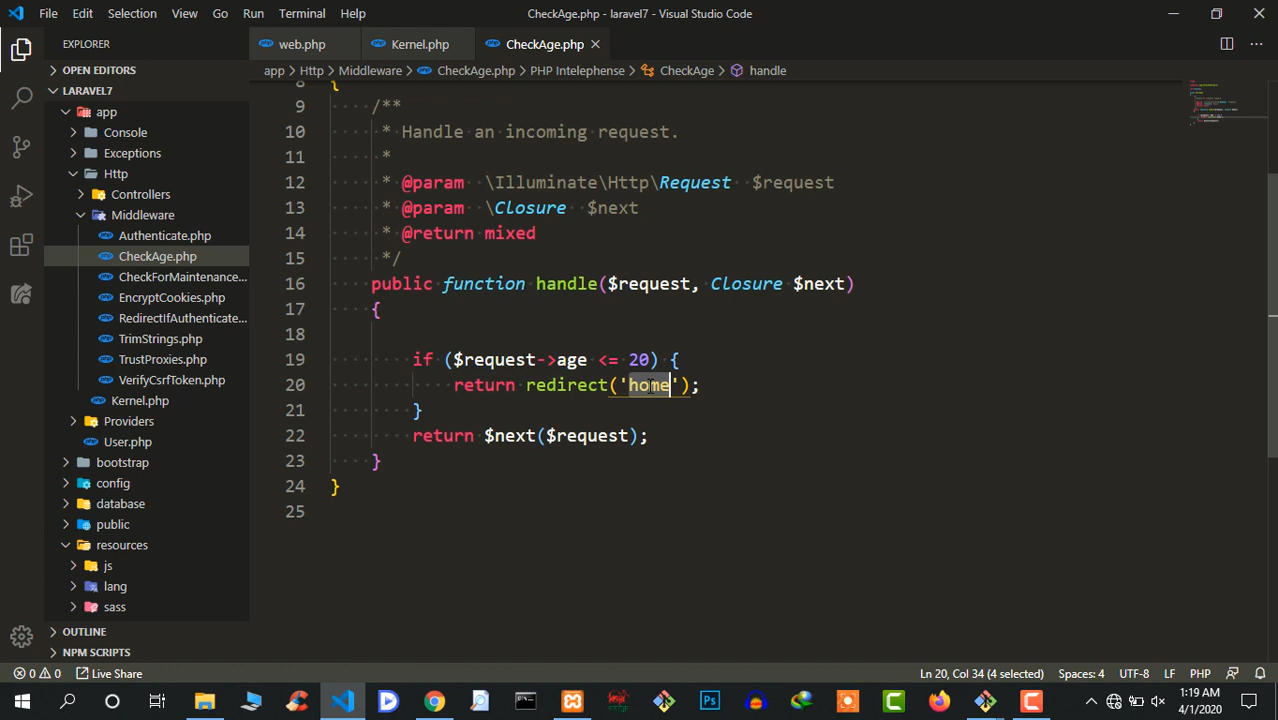 File Edit Selection View Go Run Terminal Help CheckAge.php - laravel7 - Visual Studio Code
EXPLORER
OPEN EDITORS
LARAVEL7
app
Console
Exceptions
Http
Controllers
Middleware
Authenticate.php
CheckAge.php
CheckForMaintenance...
EncryptCookies.php
RedirectIfAuthenticate...
TrimStrings.php
TrustProxies.php
VerifyCsrfToken.php
Kernel.php
Providers
User.php
bootstrap
config
database
public
resources
js
lang
sass
OUTLINE
NPM SCRIPTS
web.php Kernel.php CheckAge.php
app > Http > Middleware > CheckAge.php > PHP Intelephense > CheckAge > handle
8 {
9 /**
10 * Handle an incoming request.
11 *
12 * @param \Illuminate\Http\Request $request
13 * @param \Closure $next
14 * @return mixed
15 */
16 public function handle($request, Closure $next)
17 {
18
19 if ($request->age <= 20) {
20 return redirect('home');
21 }
22 return $next($request);
23 }
24 }
25
0 0 Live Share Ln 20, Col 34 (4 selected) Spaces: 4 UTF-8 LF PHP
1:19 AM
4/1/2020